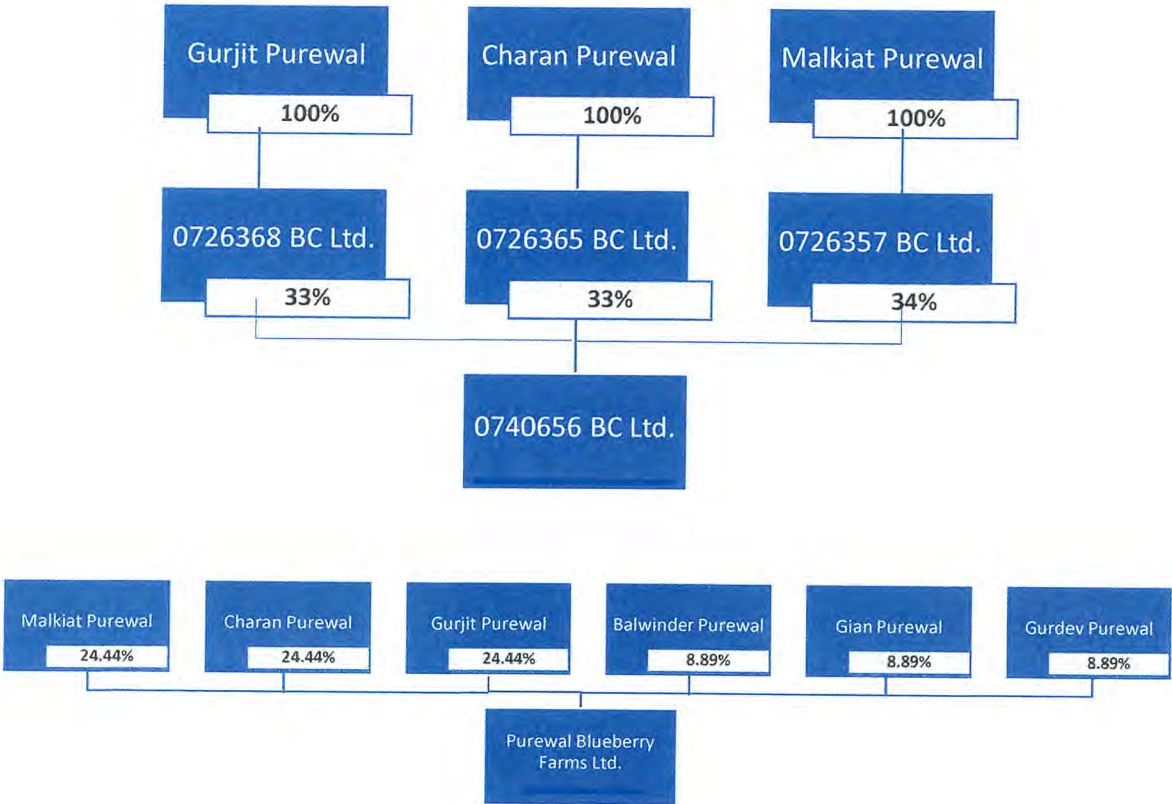 Gurjit Purewal
100%
Charan Purewal
100%
Malkiat Purewal
100%
0726368 BC Ltd.
33%
0726365 BC Ltd.
33%
0726357 BC Ltd.
34%
0740656 BC Ltd.
Malkiat Purewal
24.44%
Charan Purewal
24.44%
Gurjit Purewal
24.44%
Balwinder Purewal
8.89%
Gian Purewal
8.89%
Gurdev Purewal
8.89%
Purewal Blueberry
Farms Ltd.